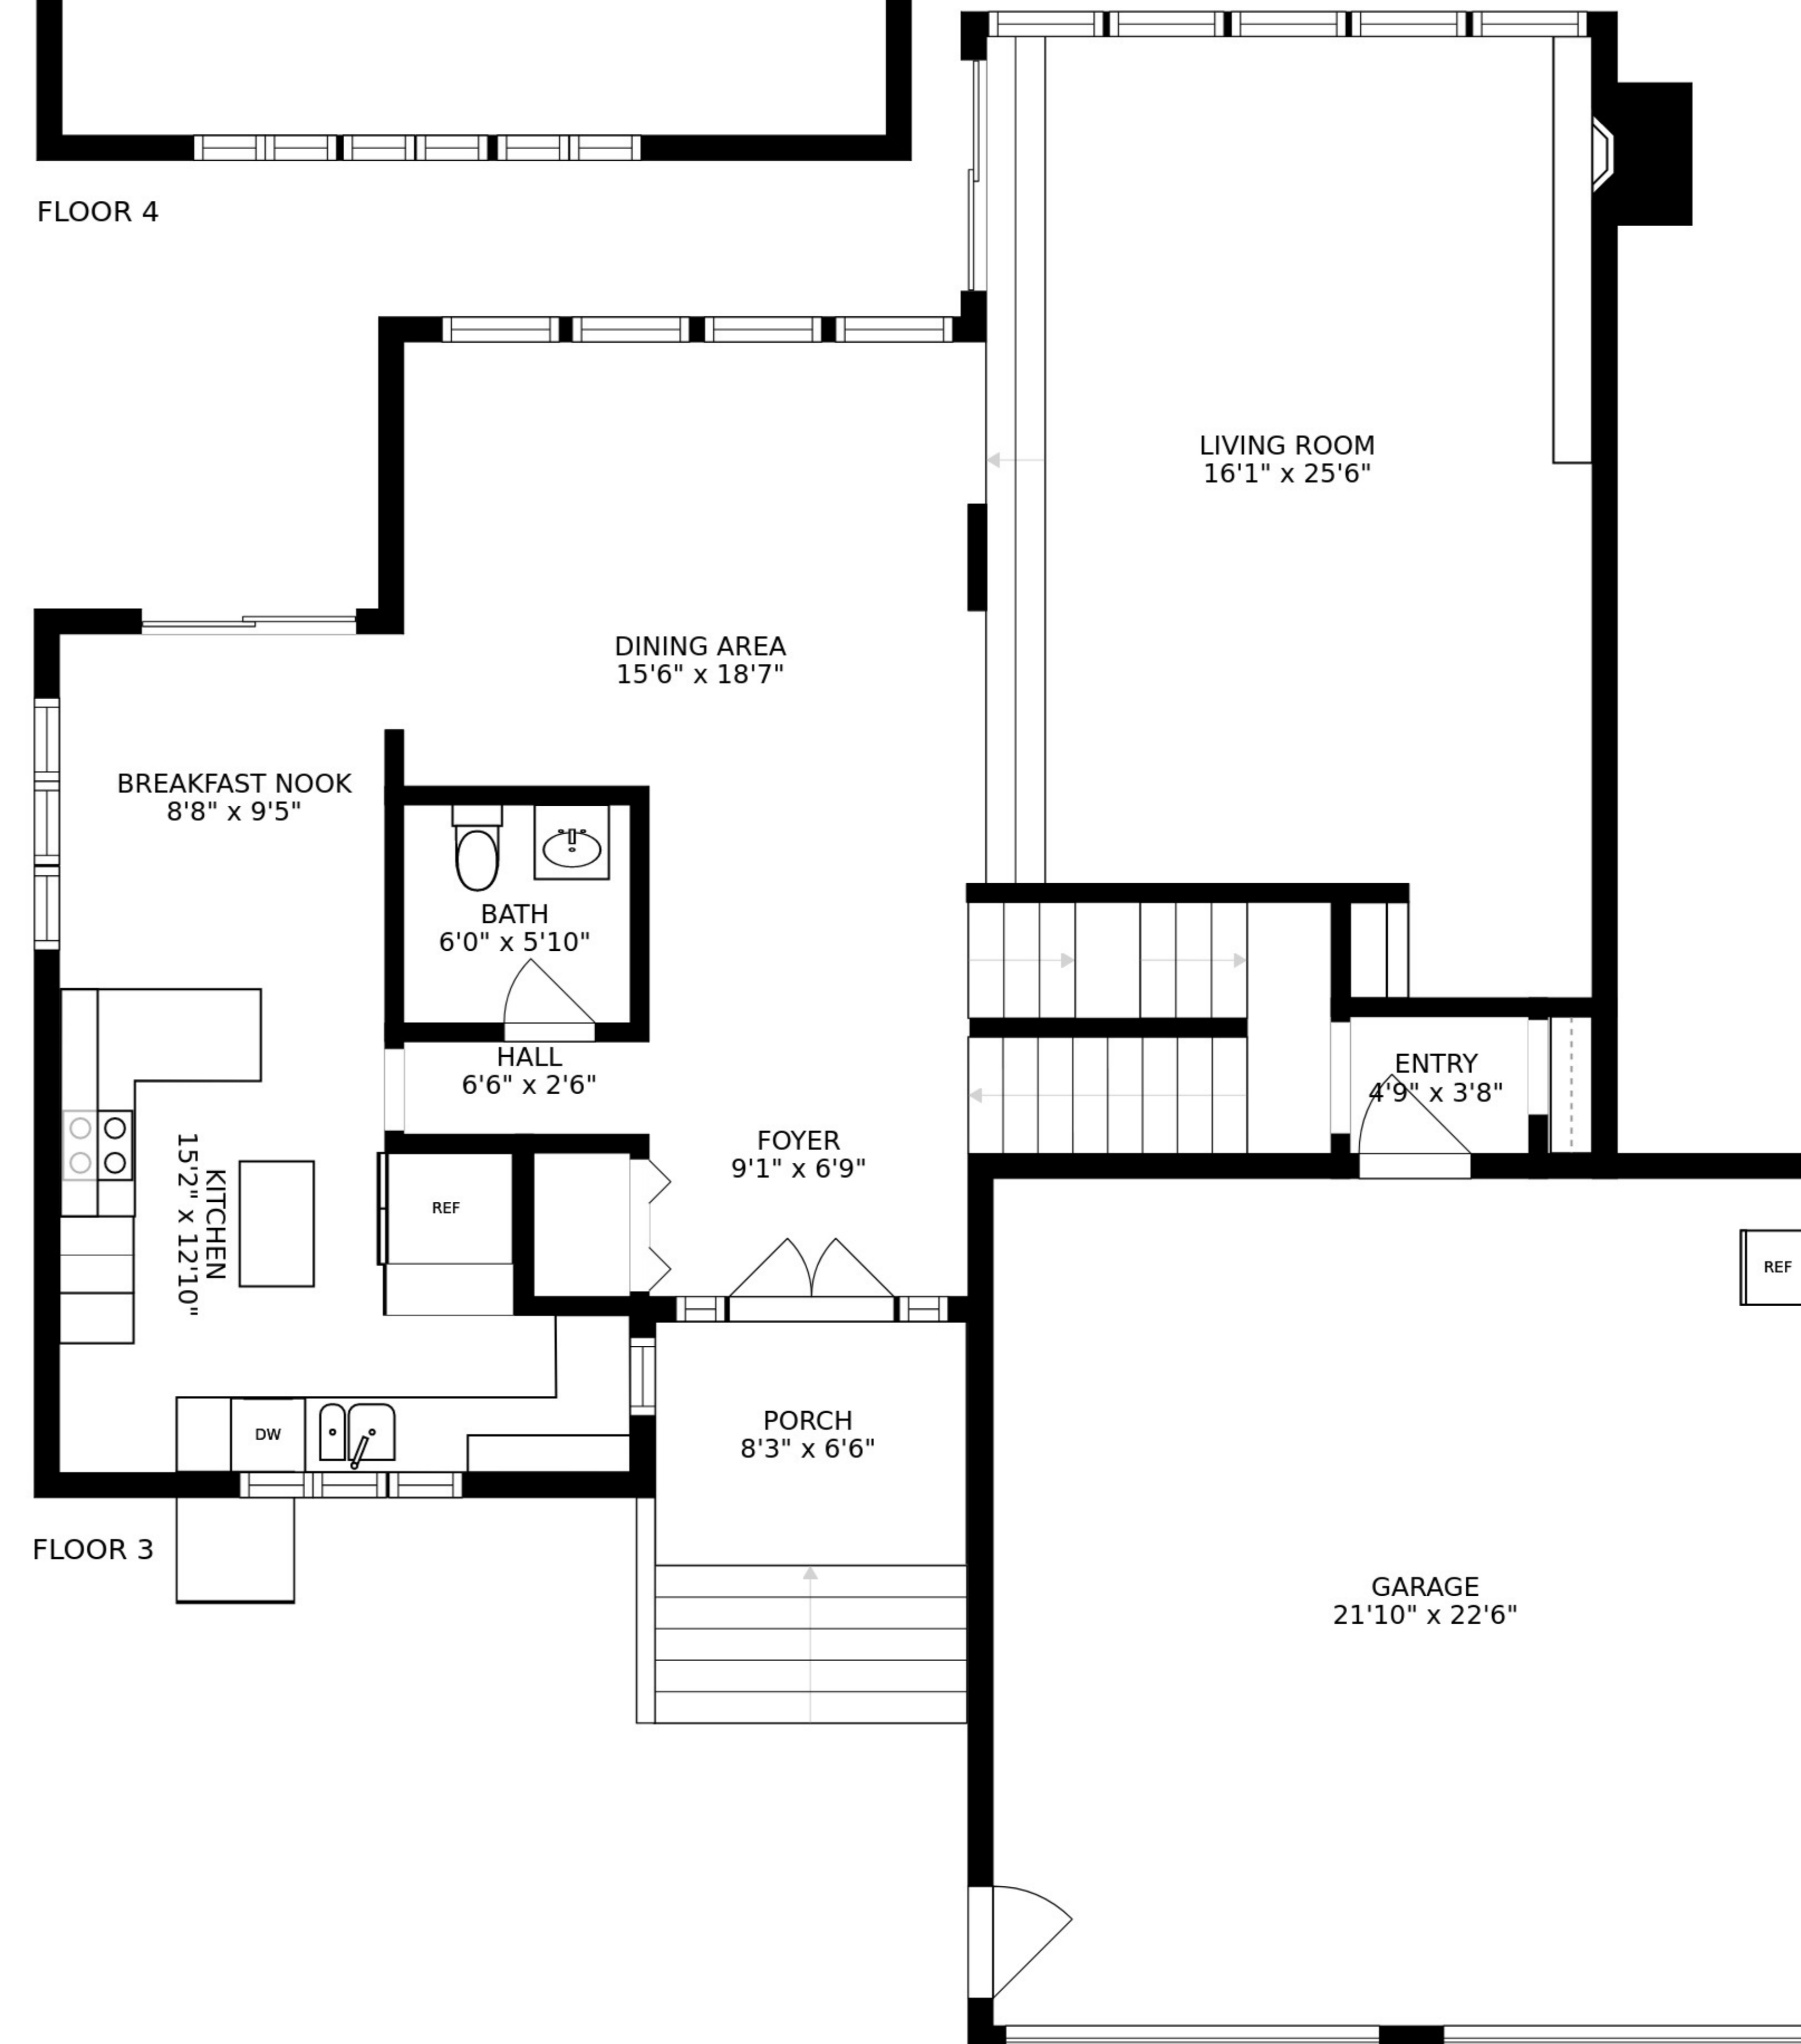 FLOOR 4
LIVING ROOM
16'1" x 25'6"
DINING AREA
15'6" x 18'7"
BREAKFAST NOOK
8'8" x 9'5"
BATH
6'0" x 5'10"
HALL
6'6" x 2'6"
ENTRY
4'9" x 3'8"
FOYER
9'1" x 6'9"
KITCHEN
15'2" x 12'10"
REF
REF
PORCH
8'3" x 6'6"
DW
FLOOR 3
GARAGE
21'10" x 22'6"